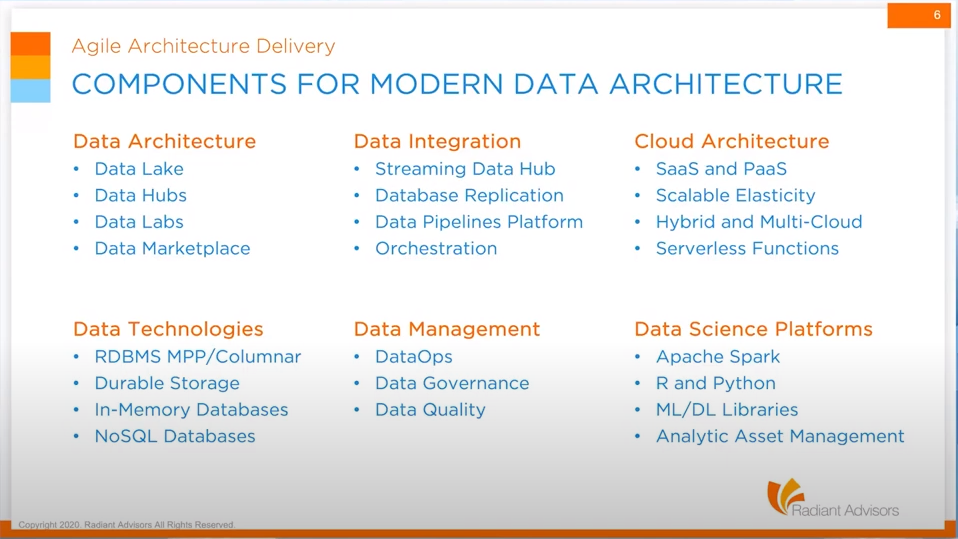 6
Agile Architecture Delivery
COMPONENTS FOR MODERN DATA ARCHITECTURE
Data Architecture
• Data Lake
• Data Hubs
• Data Labs
• Data Marketplace
Data Integration
• Streaming Data Hub
• Database Replication
• Data Pipelines Platform
• Orchestration
Cloud Architecture
• SaaS and PaaS
• Scalable Elasticity
• Hybrid and Multi-Cloud
• Serverless Functions
Data Technologies
• RDBMS MPP/Columnar
• Durable Storage
• In-Memory Databases
• NoSQL Databases
Data Management
• DataOps
• Data Governance
• Data Quality
Data Science Platforms
• Apache Spark
• R and Python
• ML/DL Libraries
• Analytic Asset Management
Radiant Advisors
Copyright 2020. Radiant Advisors All Rights Reserved.